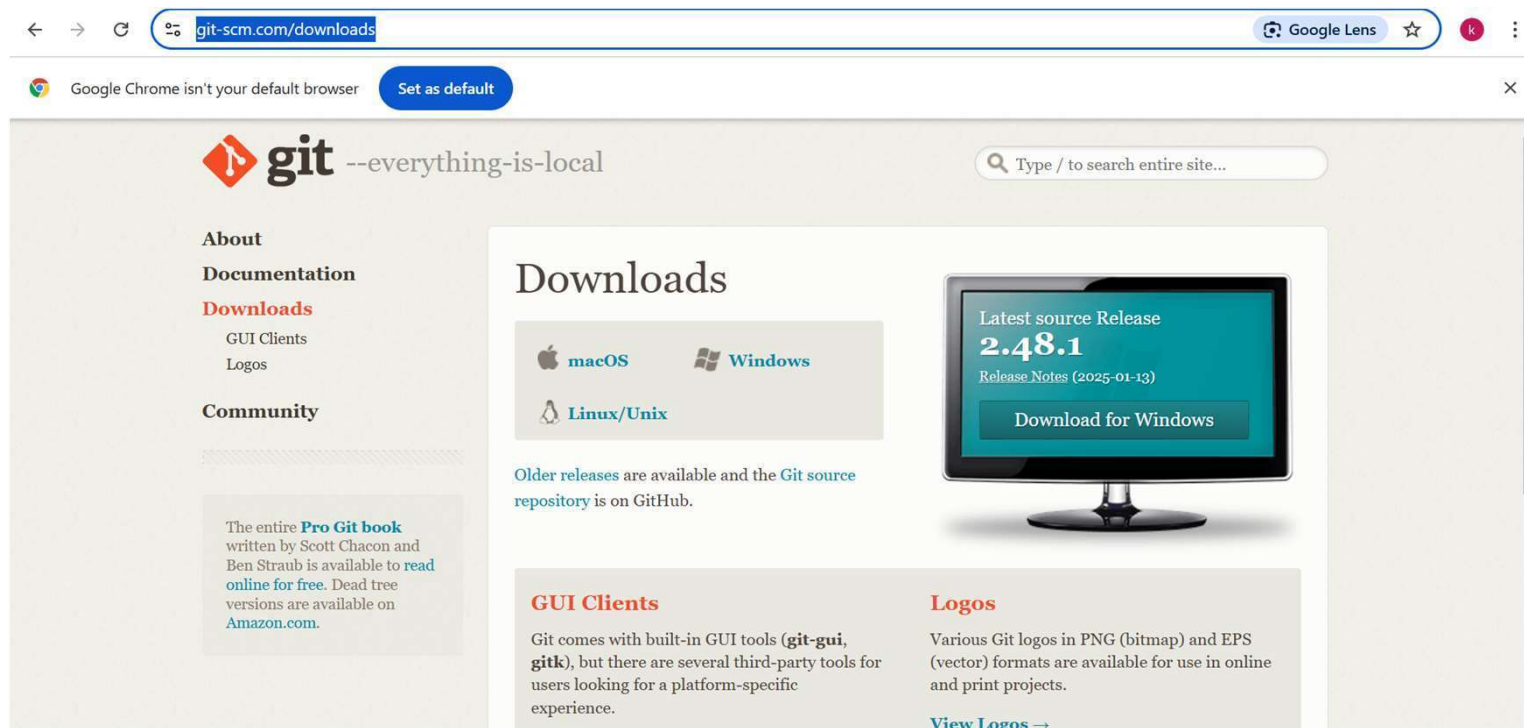 git-scm.com/downloads
Google Lens
k
Google Chrome isn't your default browser
Set as default
git --everything-is-local
Type / to search entire site...
About
Documentation
Downloads
GUI Clients
Logos
Community
The entire Pro Git book
written by Scott Chacon and
Ben Straub is available to read
online for free. Dead tree
versions are available on
Amazon.com.
Downloads
macOS
Windows
Linux/Unix
Older releases are available and the Git source
repository is on GitHub.
Latest source Release
2.48.1
Release Notes (2025-01-13)
Download for Windows
GUI Clients
Git comes with built-in GUI tools (git-gui,
gitk), but there are several third-party tools for
users looking for a platform-specific
experience.
Logos
Various Git logos in PNG (bitmap) and EPS
(vector) formats are available for use in online
and print projects.
View Logos →